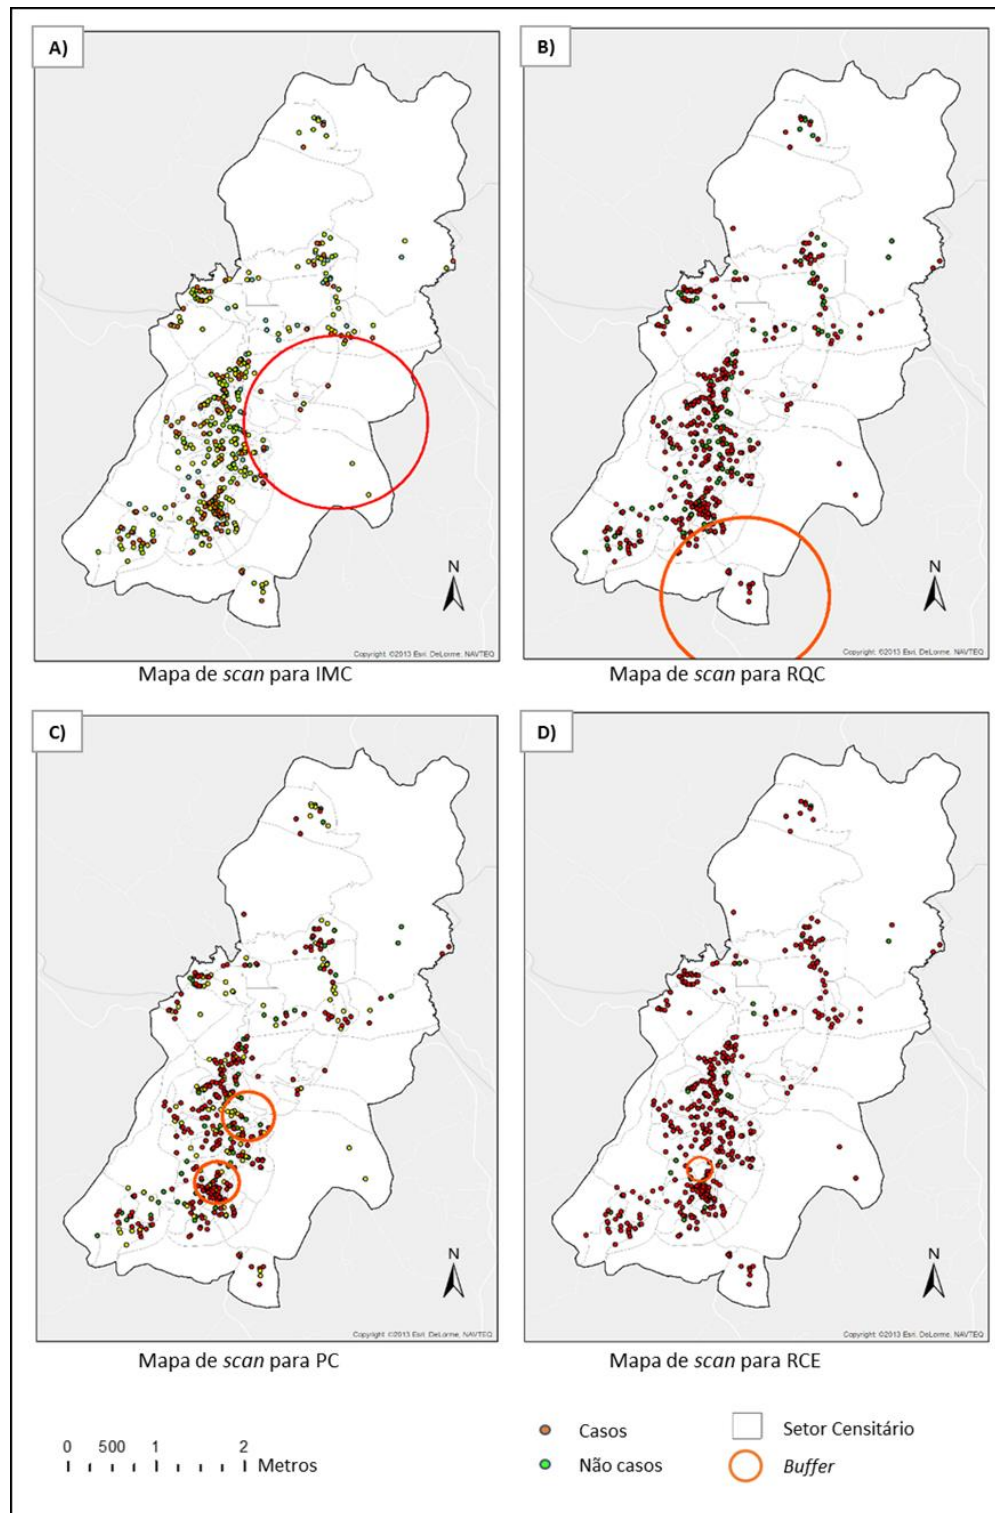 A)
B)
N
N
Copyright: ©2013 Esri, DeLorme, NAVTEQ
Copyright: ©2013 Esri, DeLorme, NAVTEQ
Mapa de scan para IMC
Mapa de scan para RQC
C)
D)
N
N
Copyright: ©2013 Esri, DeLorme, NAVTEQ
Copyright: ©2013 Esri, DeLorme, NAVTEQ
Mapa de scan para PC
Mapa de scan para RCE
0 500 1 2
Metros
Casos
Setor Censitário
Não casos
Buffer